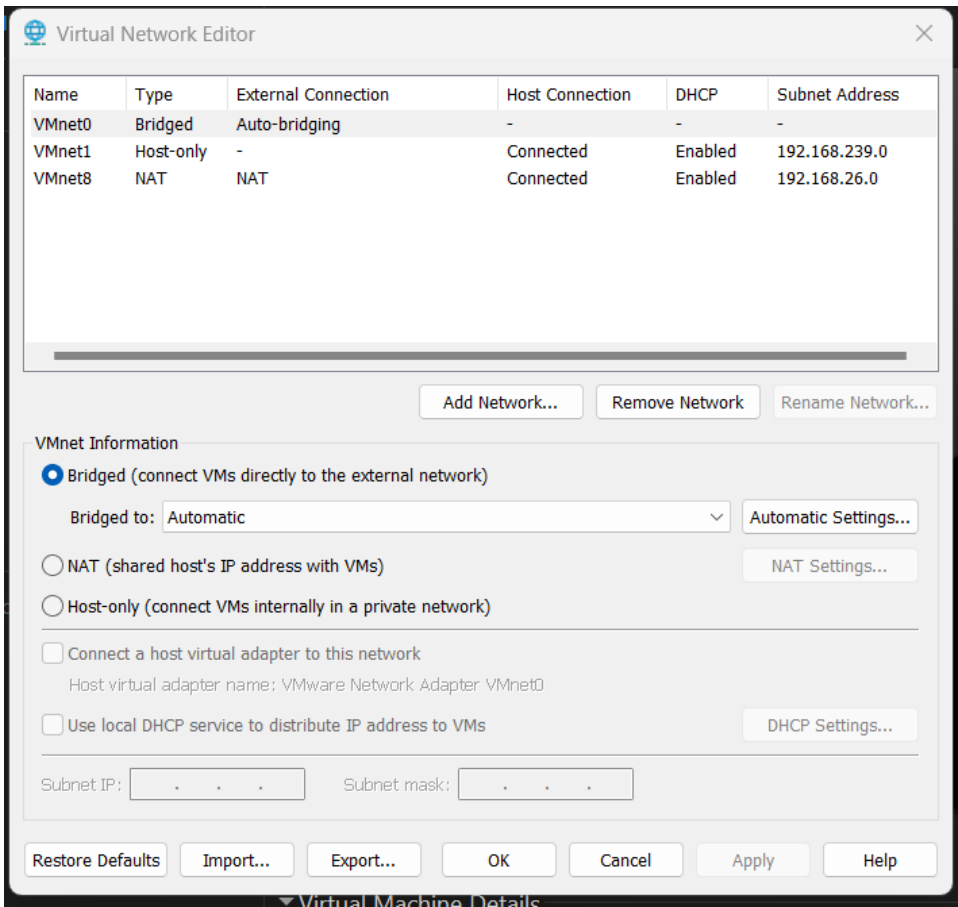 Virtual Network Editor
Name Type External Connection Host Connection DHCP Subnet Address
VMnet0 Bridged Auto-bridging - - -
VMnet1 Host-only - Connected Enabled 192.168.239.0
VMnet8 NAT NAT Connected Enabled 192.168.26.0
Add Network... Remove Network Rename Network...
VMnet Information
Bridged (connect VMs directly to the external network)
Bridged to: Automatic Automatic Settings...
NAT (shared host's IP address with VMs) NAT Settings...
Host-only (connect VMs internally in a private network)
Connect a host virtual adapter to this network
Host virtual adapter name: VMware Network Adapter VMnet0
Use local DHCP service to distribute IP address to VMs DHCP Settings...
Subnet IP: . . . Subnet mask: . . .
Restore Defaults Import... Export... OK Cancel Apply Help
Virtual Machine Details